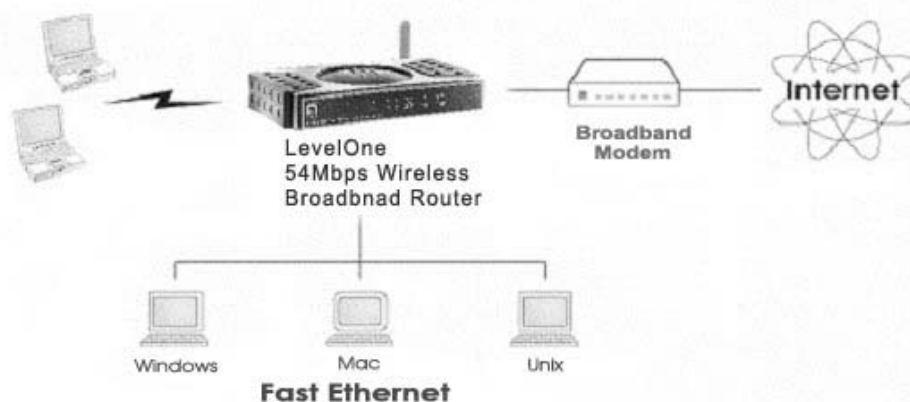 LevelOne
54Mbps Wireless
Broadbnad Router
Broadband
Modem
Internet
Windows
Mac
Unix
Fast Ethernet